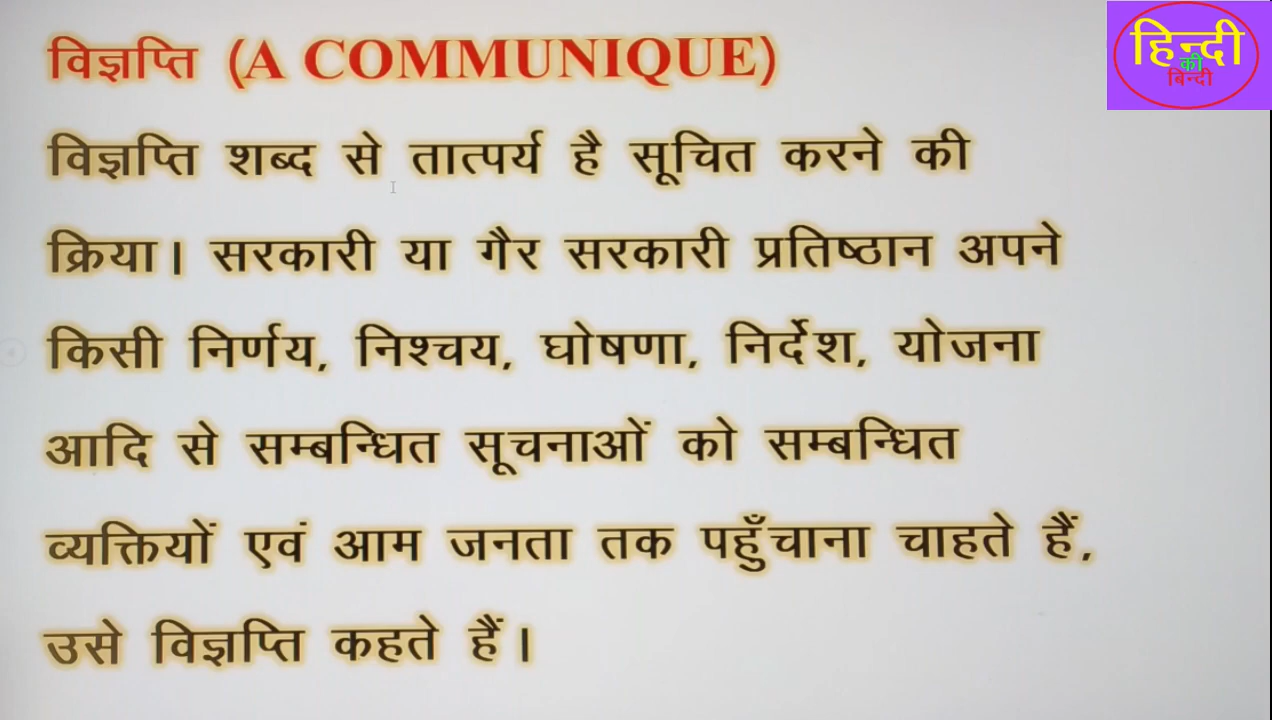 विज्ञप्ति (A COMMUNIQUE)
हिन्दी
की
बिन्दी
विज्ञप्ति शब्द से तात्पर्य है सूचित करने की
क्रिया। सरकारी या गैर सरकारी प्रतिष्ठान अपने
किसी निर्णय, निश्चय, घोषणा, निर्देश, योजना
आदि से सम्बन्धित सूचनाओं को सम्बन्धित
व्यक्तियों एवं आम जनता तक पहुँचाना चाहते हैं,
उसे विज्ञप्ति कहते हैं।